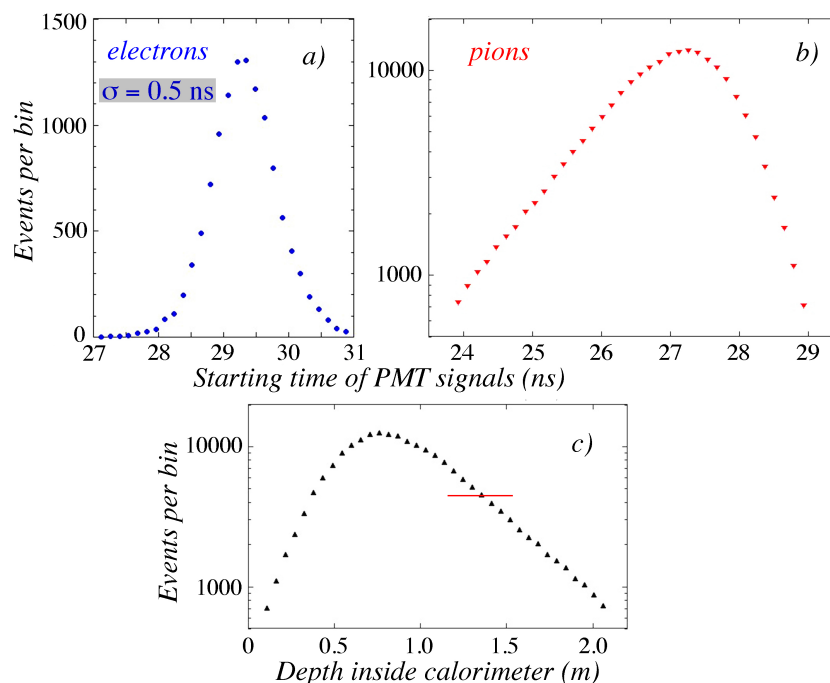 electrons
a)
σ = 0.5 ns
Events per bin
1500
1000
500
0
27
28
29
30
31
pions
b)
10000
1000
24
25
26
27
28
29
Starting time of PMT signals (ns)
c)
Events per bin
10000
1000
0
0.5
1.0
1.5
2.0
Depth inside calorimeter (m)